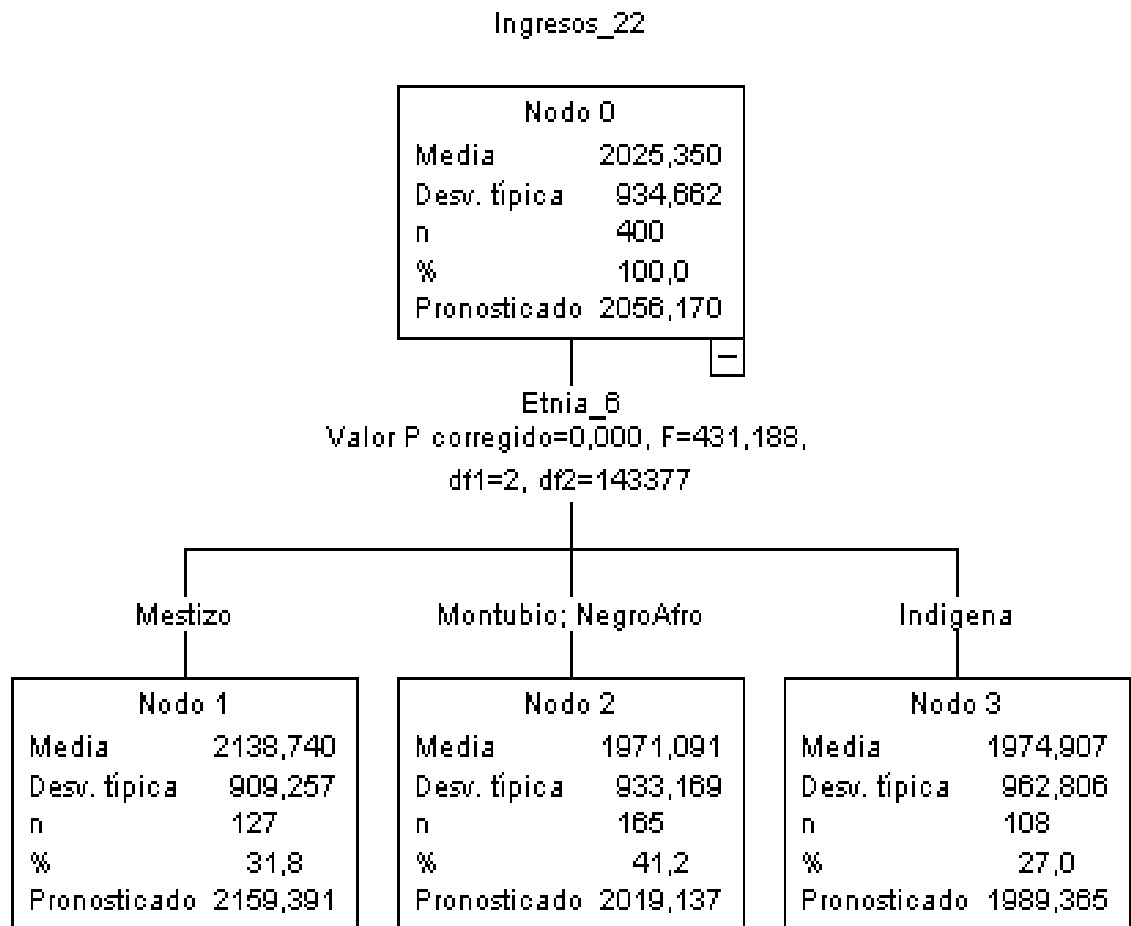 Ingresos_22
Nodo 0
Media 2025,350
Desv. típica 934,662
n 400
% 100,0
Pronosticado 2056,170
Etnia_6
Valor P corregido=0,000, F=431,188,
df1=2, df2=143377
Mestizo
Montubio; NegroAfro
Indigena
Nodo 1
Media 2138,740
Desv. típica 909,257
n 127
% 31,8
Pronosticado 2159,391
Nodo 2
Media 1971,091
Desv. típica 933,169
n 165
% 41,2
Pronosticado 2019,137
Nodo 3
Media 1974,907
Desv. típica 962,806
n 108
% 27,0
Pronosticado 1989,365